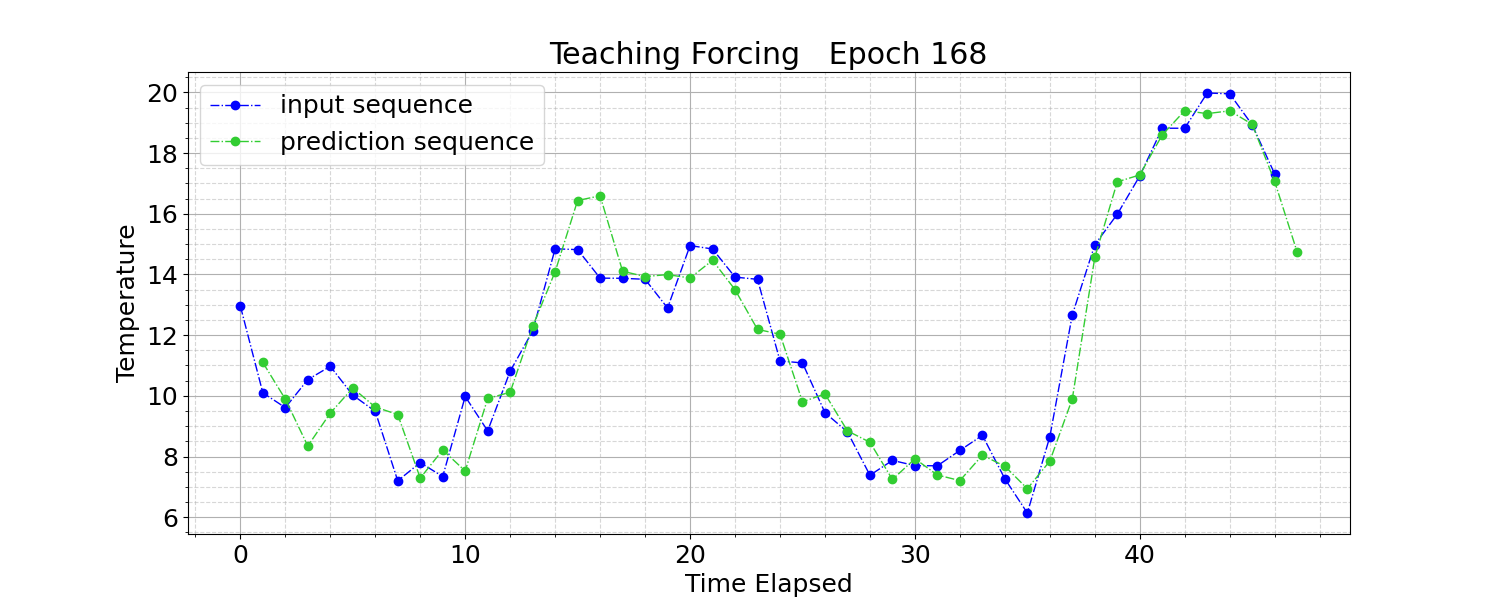 Teaching Forcing   Epoch 168
input sequence
prediction sequence
20
18
16
14
12
10
8
6
Temperature
0 10 20 30 40
Time Elapsed